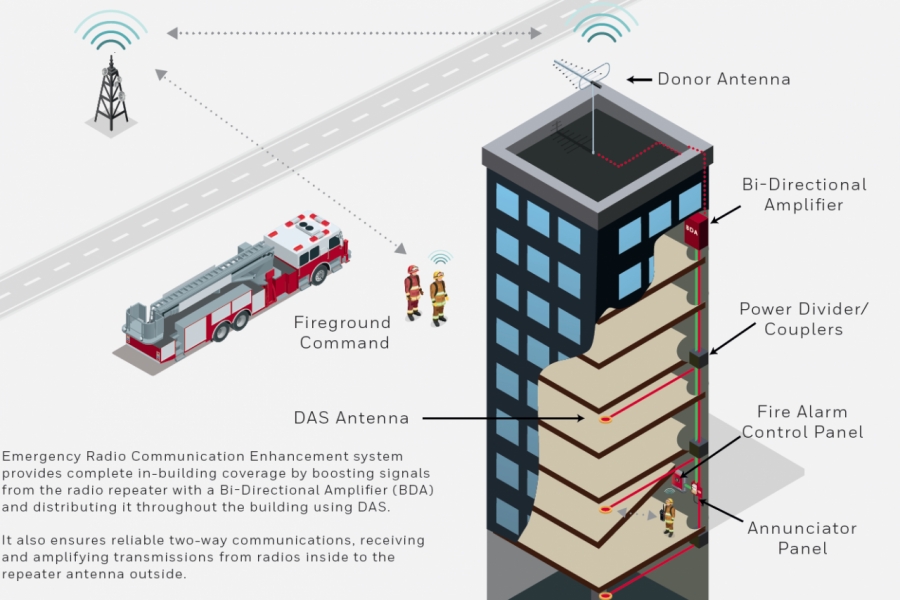 Donor Antenna
Bi-Directional
Amplifier
BDA
Power Divider/
Couplers
Fireground
Command
DAS Antenna
Fire Alarm
Control Panel
Annunciator
Panel
Emergency Radio Communication Enhancement system
provides complete in-building coverage by boosting signals
from the radio repeater with a Bi-Directional Amplifier (BDA)
and distributing it throughout the building using DAS.
It also ensures reliable two-way communications, receiving
and amplifying transmissions from radios inside to the
repeater antenna outside.